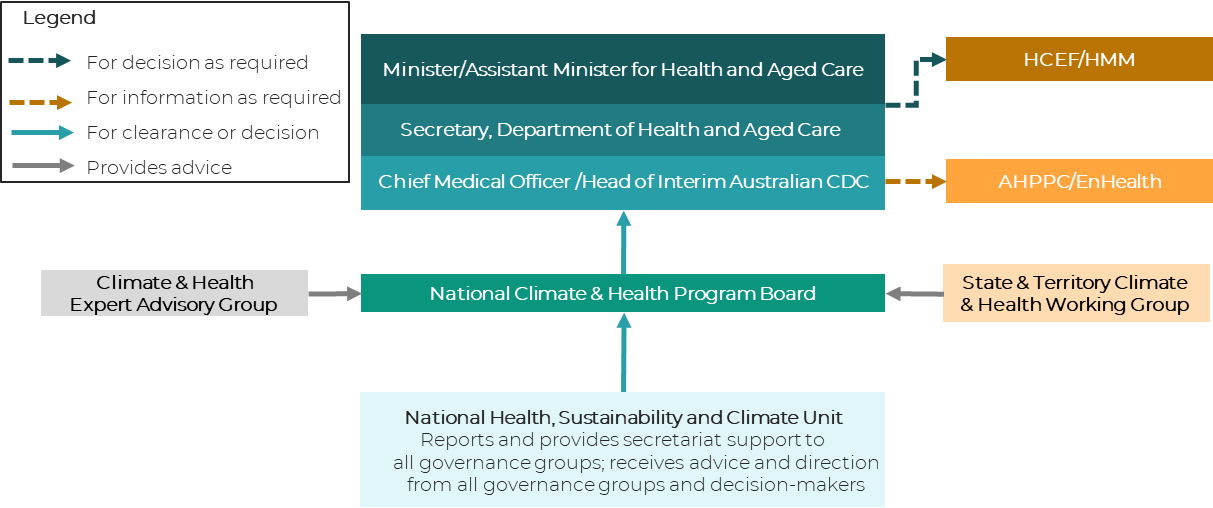 Legend
For decision as required
For information as required
For clearance or decision
Provides advice
Minister/Assistant Minister for Health and Aged Care
Secretary, Department of Health and Aged Care
Chief Medical Officer /Head of Interim Australian CDC
HCEF/HMM
AHPPC/EnHealth
Climate & Health
Expert Advisory Group
National Climate & Health Program Board
State & Territory Climate
& Health Working Group
National Health, Sustainability and Climate Unit
Reports and provides secretariat support to
all governance groups; receives advice and direction
from all governance groups and decision-makers